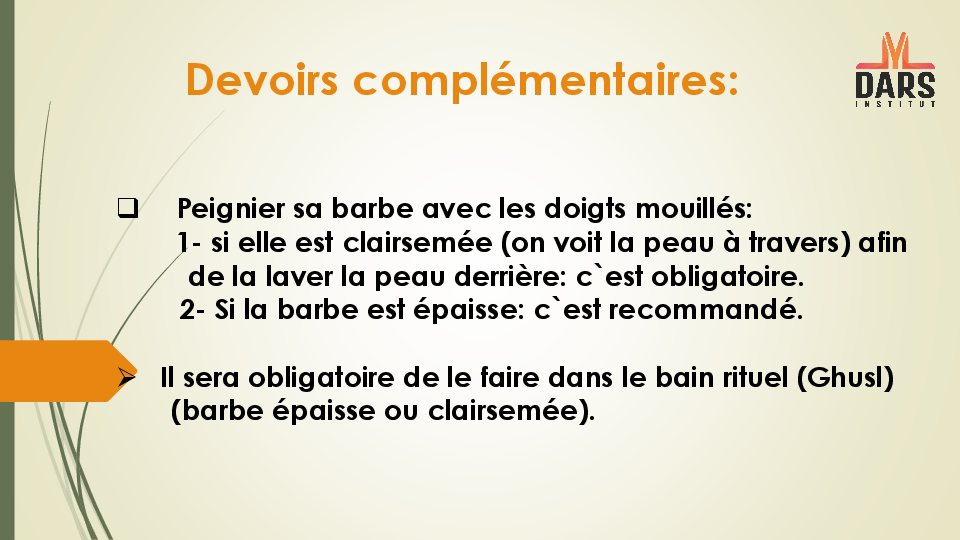 Devoirs complémentaires:
DARS
INSTITUT
Peignier sa barbe avec les doigts mouillés:
1- si elle est clairsemée (on voit la peau à travers) afin
de la laver la peau derrière: c`est obligatoire.
2- Si la barbe est épaisse: c`est recommandé.
Il sera obligatoire de le faire dans le bain rituel (Ghusl)
(barbe épaisse ou clairsemée).